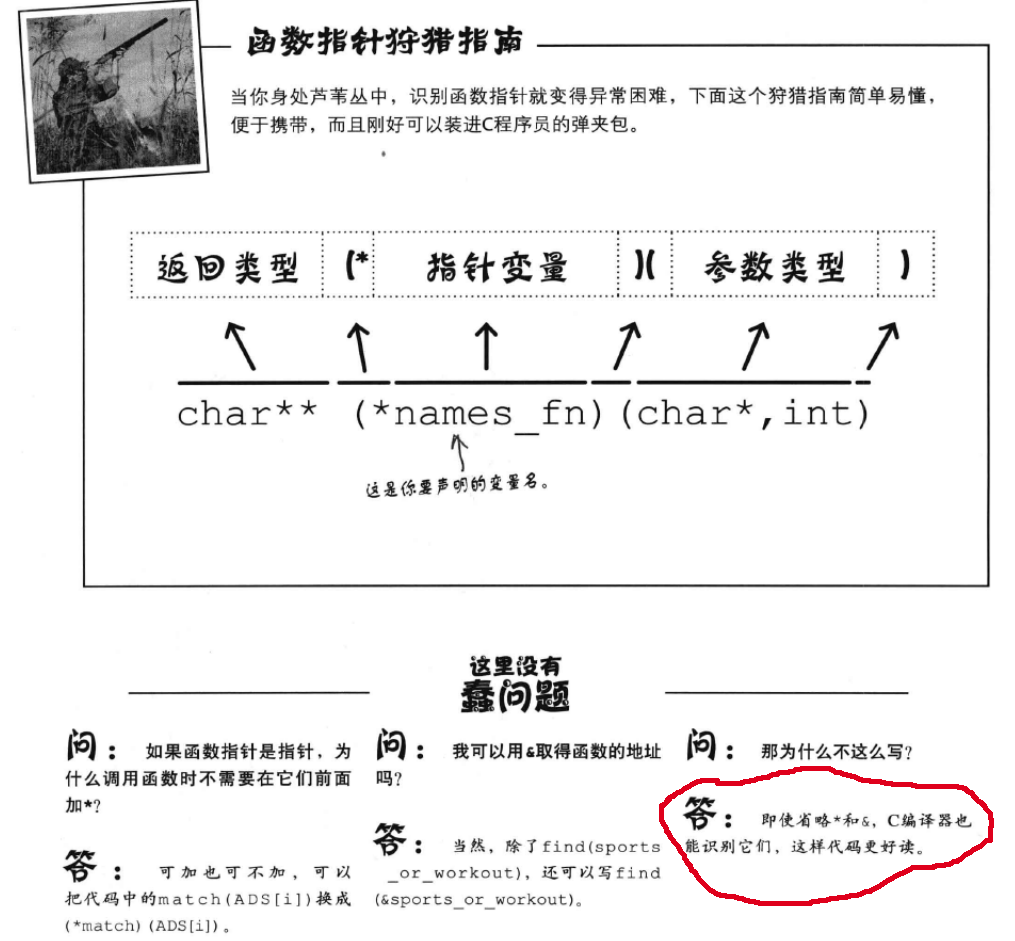 函数指针狩猎指南
当你身处芦苇丛中，识别函数指针就变得异常困难，下面这个狩猎指南简单易懂，
便于携带，而且刚好可以装进C程序员的弹夹包。
返回类型 (* 指针变量 )( 参数类型 )
char** (*names_fn)(char*,int)
这是你要声明的变量名。
这里没有
蠢问题
问： 如果函数指针是指针，为
什么调用函数时不需要在它们前面
加*？
答： 可加也可不加，可以
把代码中的match(ADS[i])换成
(*match)(ADS[i])。
问： 我可以用&取得函数的地址
吗？
答： 当然，除了find(sports
_or_workout)，还可以写find
(&sports_or_workout)。
问： 那为什么不这么写？
答： 即使省略*和&，C编译器也
能识别它们，这样代码更好读。